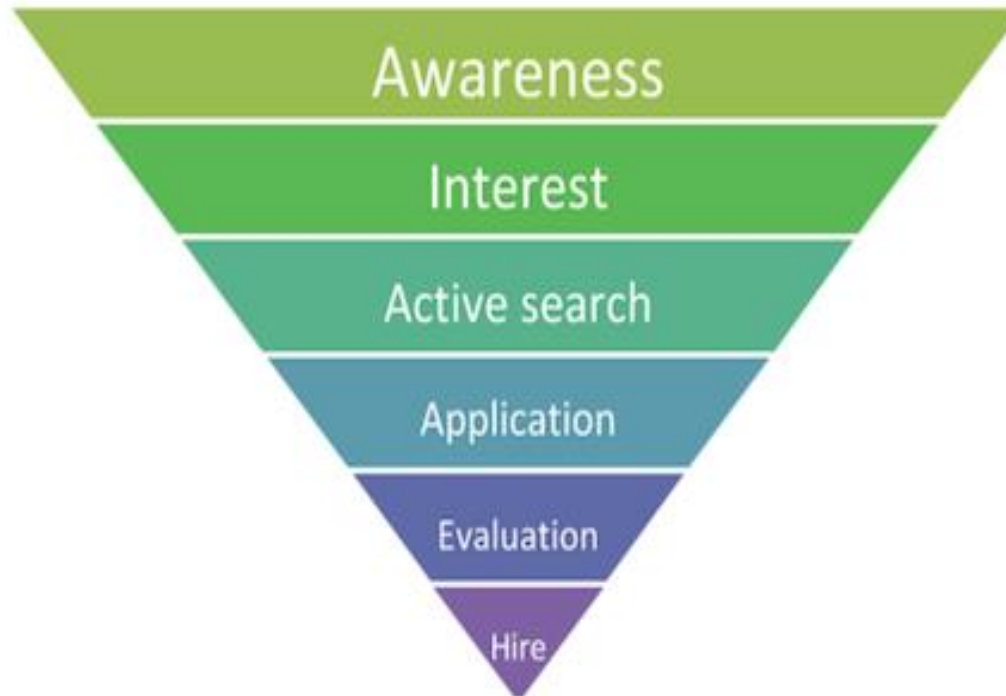 Awareness
Interest
Active search
Application
Evaluation
Hire